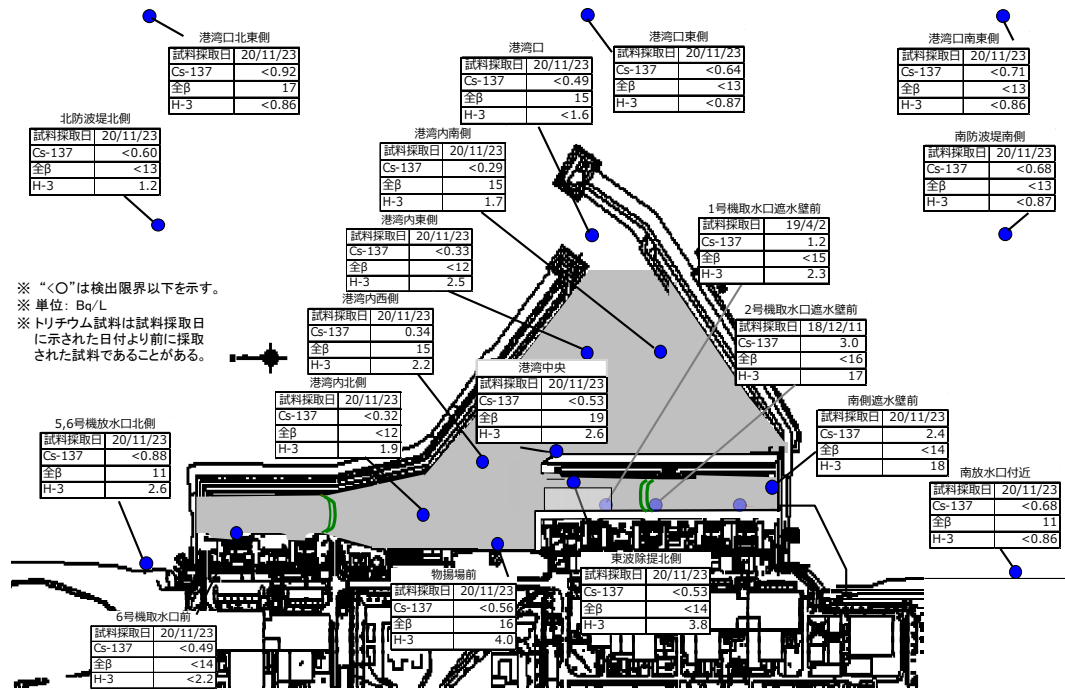 港湾口北東側
試料採取日 20/11/23
Cs-137 <0.92
全β 17
H-3 <0.86
港湾口
試料採取日 20/11/23
Cs-137 <0.49
全β 15
H-3 <1.6
港湾口東側
試料採取日 20/11/23
Cs-137 <0.64
全β <13
H-3 <0.87
港湾口南東側
試料採取日 20/11/23
Cs-137 <0.71
全β <13
H-3 <0.86
北防波堤北側
試料採取日 20/11/23
Cs-137 <0.60
全β <13
H-3 1.2
港湾内南側
試料採取日 20/11/23
Cs-137 <0.29
全β 15
H-3 1.7
南防波堤南側
試料採取日 20/11/23
Cs-137 <0.68
全β <13
H-3 <0.87
港湾内東側
試料採取日 20/11/23
Cs-137 <0.33
全β <12
H-3 2.5
1号機取水口遮水壁前
試料採取日 19/4/2
Cs-137 1.2
全β <15
H-3 2.3
※ “<○”は検出限界以下を示す。
※ 単位: Bq/L
※ トリチウム試料は試料採取日
に示された日付より前に採取
された試料であることがある。
港湾内西側
試料採取日 20/11/23
Cs-137 0.34
全β 15
H-3 2.2
2号機取水口遮水壁前
試料採取日 18/12/11
Cs-137 3.0
全β <16
H-3 17
港湾内北側
試料採取日 20/11/23
Cs-137 <0.32
全β <12
H-3 1.9
港湾中央
試料採取日 20/11/23
Cs-137 <0.53
全β 19
H-3 2.6
南側遮水壁前
試料採取日 20/11/23
Cs-137 2.4
全β <14
H-3 18
5,6号機放水口北側
試料採取日 20/11/23
Cs-137 <0.88
全β 11
H-3 2.6
南放水口付近
試料採取日 20/11/23
Cs-137 <0.68
全β 11
H-3 <0.86
物揚場前
試料採取日 20/11/23
Cs-137 <0.56
全β 16
H-3 4.0
東波除提北側
試料採取日 20/11/23
Cs-137 <0.53
全β <14
H-3 3.8
6号機取水口前
試料採取日 20/11/23
Cs-137 <0.49
全β <14
H-3 <2.2